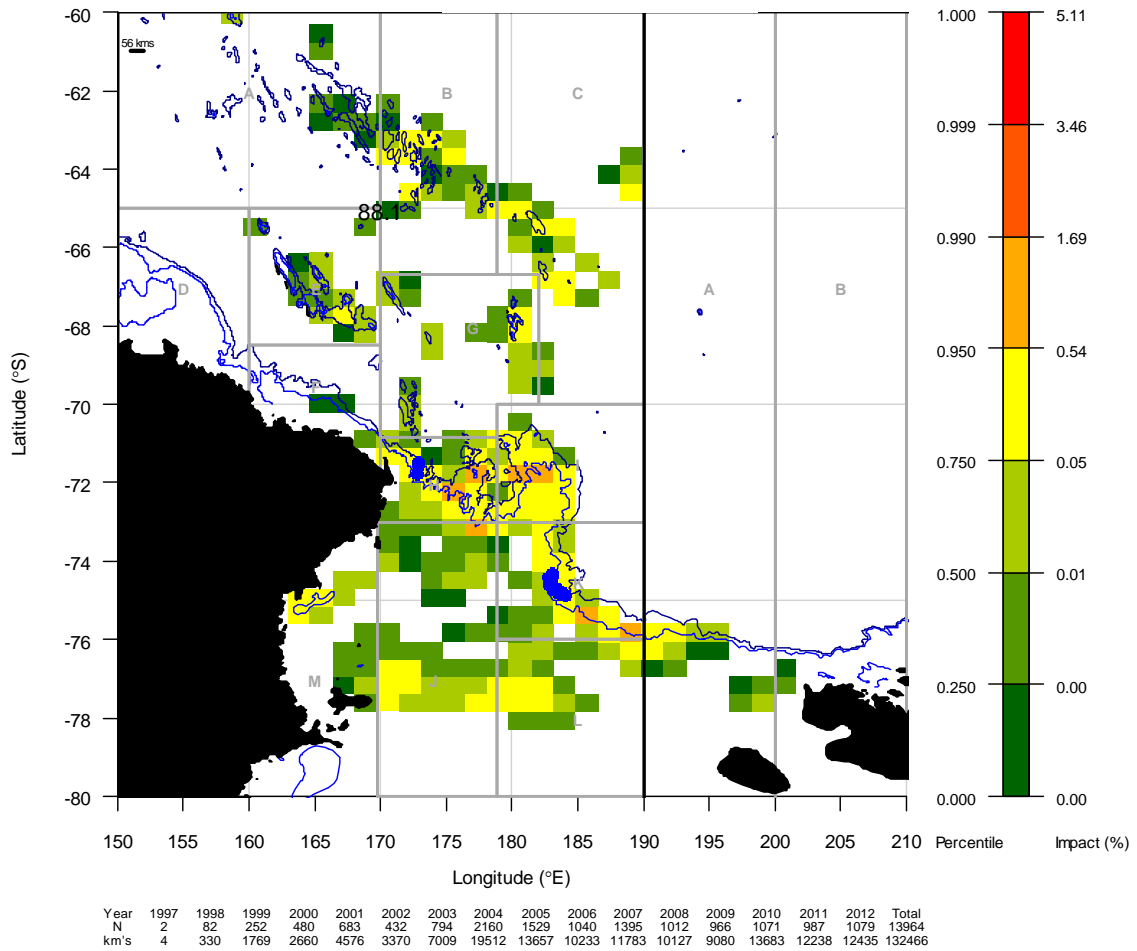 -60
-62
-64
-66
-68
-70
-72
-74
-76
-78
-80
Latitude (°S)
56 kms
A
B
C
88.1
D
E
G
A
B
F
H
I
K
M
J
L
150 155 160 165 170 175 180 185 190 195 200 205 210
Longitude (°E)
1.000 5.11
0.999 3.46
0.990 1.69
0.950 0.54
0.750 0.05
0.500 0.01
0.250 0.00
0.000 0.00
Percentile Impact (%)
Year 1997 1998 1999 2000 2001 2002 2003 2004 2005 2006 2007 2008 2009 2010 2011 2012 Total
N 2 82 252 480 683 432 794 2160 1529 1040 1395 1012 966 1071 987 1079 13964
km's 4 330 1769 2660 4576 3370 7009 19512 13657 10233 11783 10127 9080 13683 12238 12435 132466